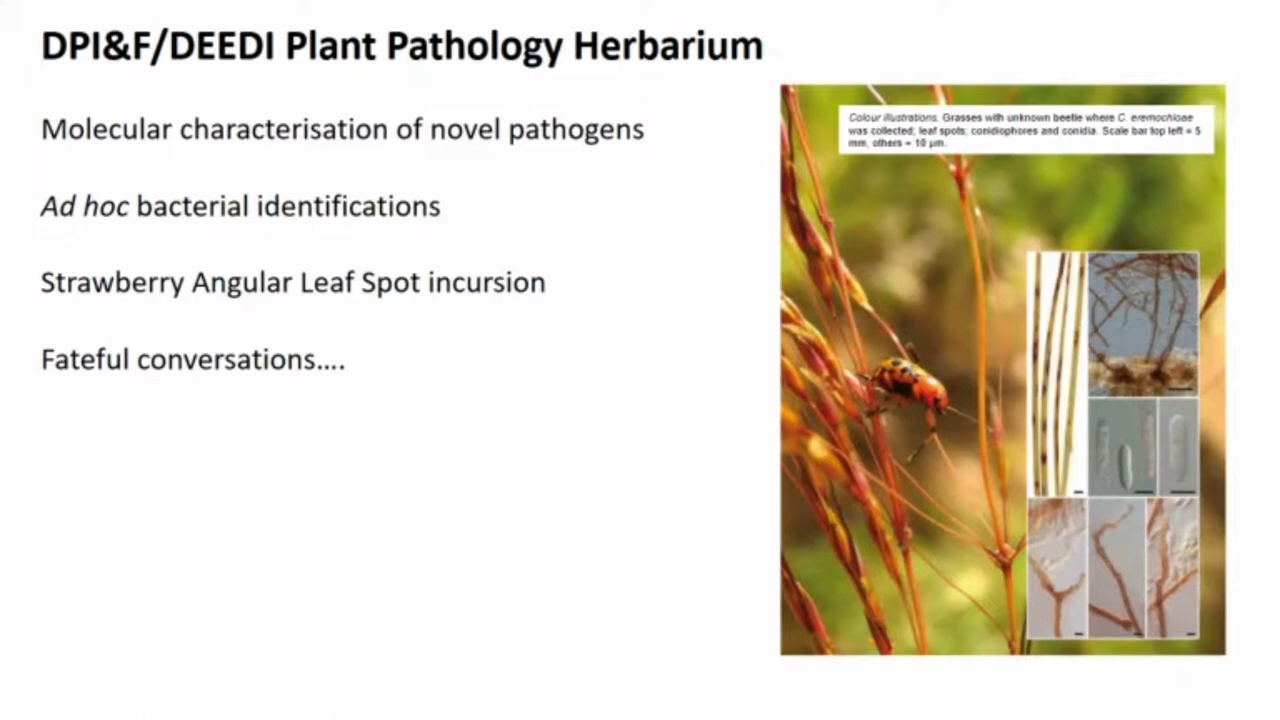 DPI&F/DEEDI Plant Pathology Herbarium
Molecular characterisation of novel pathogens
Ad hoc bacterial identifications
Strawberry Angular Leaf Spot incursion
Fateful conversations....
Colour illustrations. Grasses with unknown beetle where C. eremochloae
was collected; leaf spots, conidiophores and conidia. Scale bar top left = 5
mm, others = 10 µm.